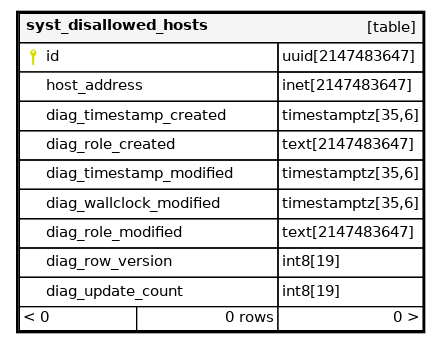 syst_disallowed_hosts [table]
id uuid[2147483647]
host_address inet[2147483647]
diag_timestamp_created timestamptz[35,6]
diag_role_created text[2147483647]
diag_timestamp_modified timestamptz[35,6]
diag_wallclock_modified timestamptz[35,6]
diag_role_modified text[2147483647]
diag_row_version int8[19]
diag_update_count int8[19]
< 0 0 rows 0 >